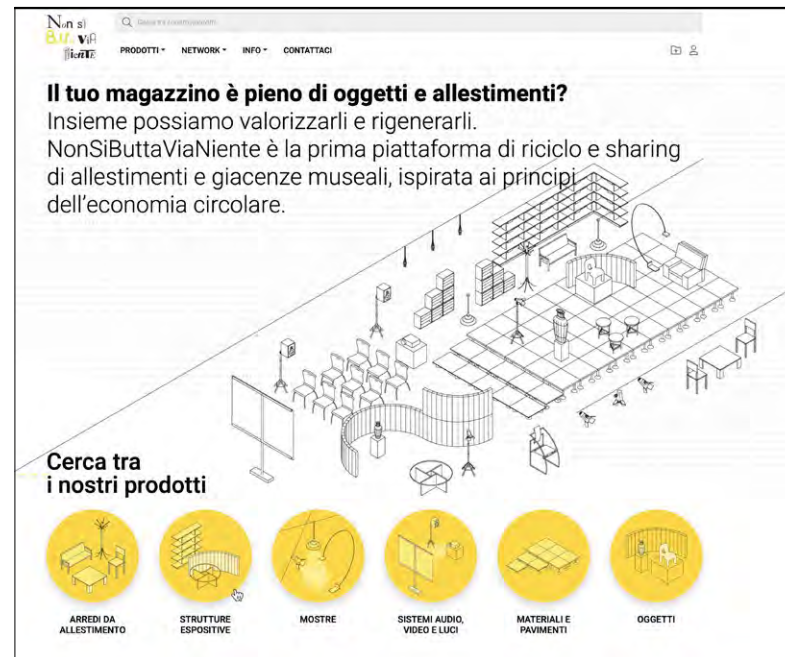 Non si
Butta Via
NienTE
PRODOTTI
NETWORK
INFO
CONTATTACI
Il tuo magazzino è pieno di oggetti e allestimenti?
Insieme possiamo valorizzarli e rigenerarli.
NonSiButtaViaNiente è la prima piattaforma di riciclo e sharing
di allestimenti e giacenze museali, ispirata ai principi
dell'economia circolare.
Cerca tra
i nostri prodotti
ARREDI DA
ALLESTIMENTO
STRUTTURE
ESPOSITIVE
MOSTRE
SISTEMI AUDIO,
VIDEO E LUCI
MATERIALI E
PAVIMENTI
OGGETTI